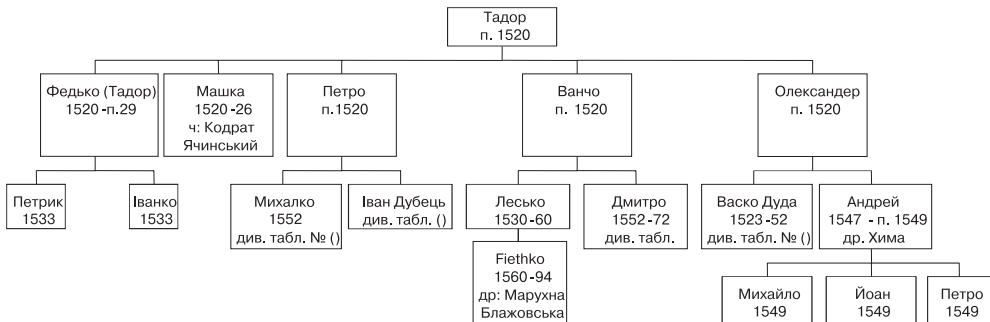 Тадор
п. 1520
Федько (Тадор)
1520-п.29
Машка
1520-26
ч: Кодрат
Ячинський
Петро
п.1520
Ванчо
п. 1520
Олександер
п. 1520
Петрик
1533
Іванко
1533
Михалко
1552
див. табл. № ()
Іван Дубець
див. табл. ()
Лесько
1530-60
Дмитро
1552-72
див. табл.
Васко Дуда
1523-52
див. табл. № ()
Андрей
1547 - п. 1549
др. Хима
Fiethko
1560-94
др: Марухна
Блажовська
Михайло
1549
Йоан
1549
Петро
1549